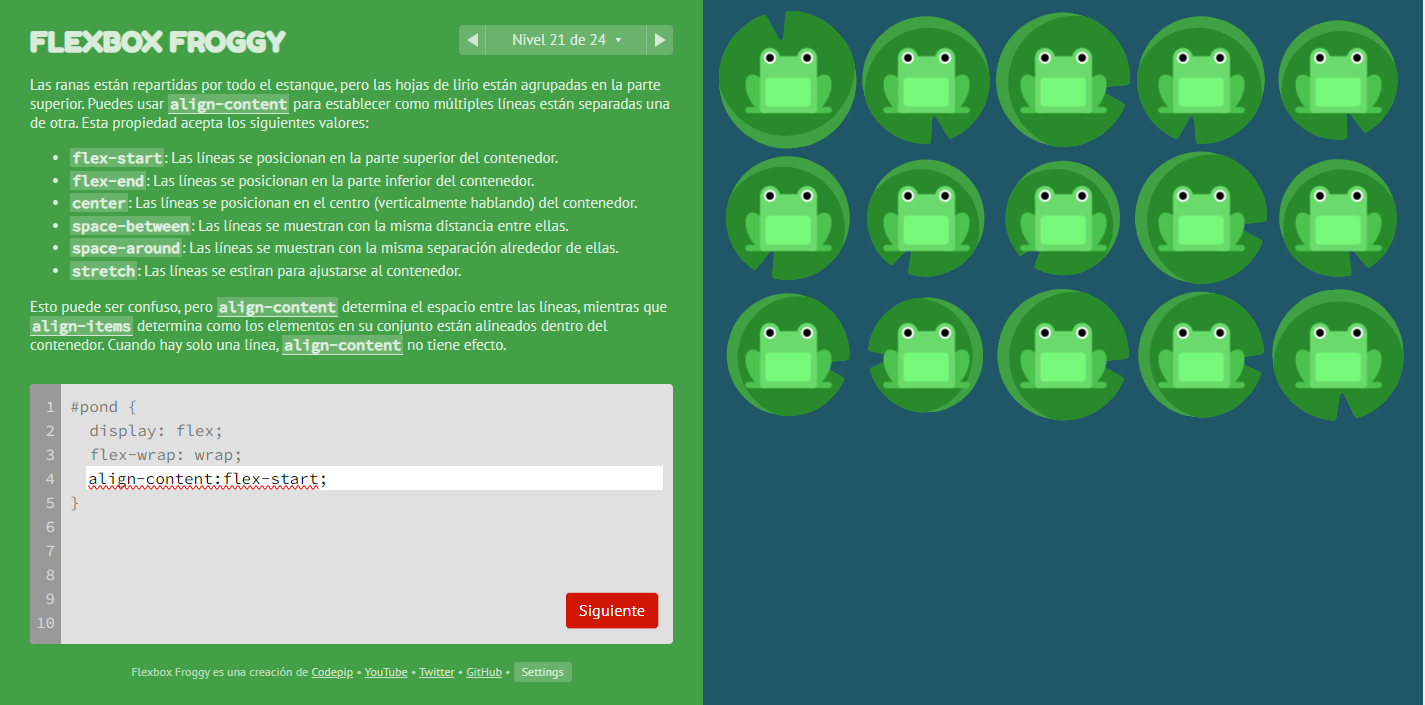 FLEXBOX FROGGY
Nivel 21 de 24
Las ranas están repartidas por todo el estanque, pero las hojas de lirio están agrupadas en la parte
superior. Puedes usar align-content para establecer como múltiples líneas están separadas una
de otra. Esta propiedad acepta los siguientes valores:
• flex-start: Las líneas se posicionan en la parte superior del contenedor.
• flex-end: Las líneas se posicionan en la parte inferior del contenedor.
• center: Las líneas se posicionan en el centro (verticalmente hablando) del contenedor.
• space-between: Las líneas se muestran con la misma distancia entre ellas.
• space-around: Las líneas se muestran con la misma separación alrededor de ellas.
• stretch: Las líneas se estiran para ajustarse al contenedor.
Esto puede ser confuso, pero align-content determina el espacio entre las líneas, mientras que
align-items determina como los elementos en su conjunto están alineados dentro del
contenedor. Cuando hay solo una línea, align-content no tiene efecto.
1 #pond {
2 display: flex;
3 flex-wrap: wrap;
4 align-content:flex-start;
5 }
6
7
8
9
10
Siguiente
Flexbox Froggy es una creación de Codepip • YouTube • Twitter • GitHub • Settings